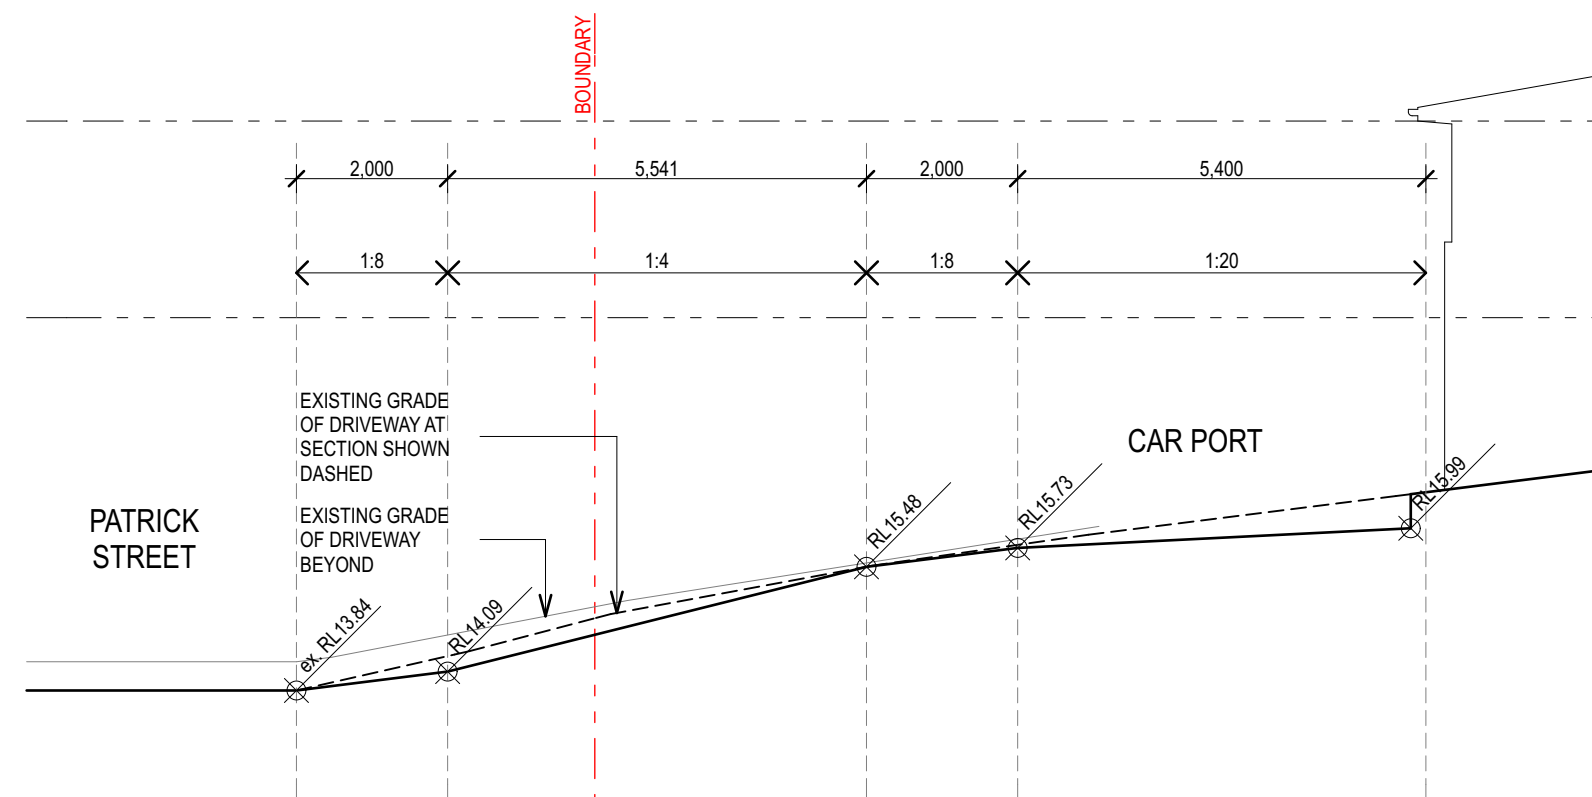 BOUNDARY
2,000
5,541
2,000
5,400
1:8
1:4
1:8
1:20
EXISTING GRADE
OF DRIVEWAY AT
SECTION SHOWN
DASHED
EXISTING GRADE
OF DRIVEWAY
BEYOND
PATRICK
STREET
CAR PORT
ex. RL13.84
RL14.09
RL15.48
RL15.73
RL15.99